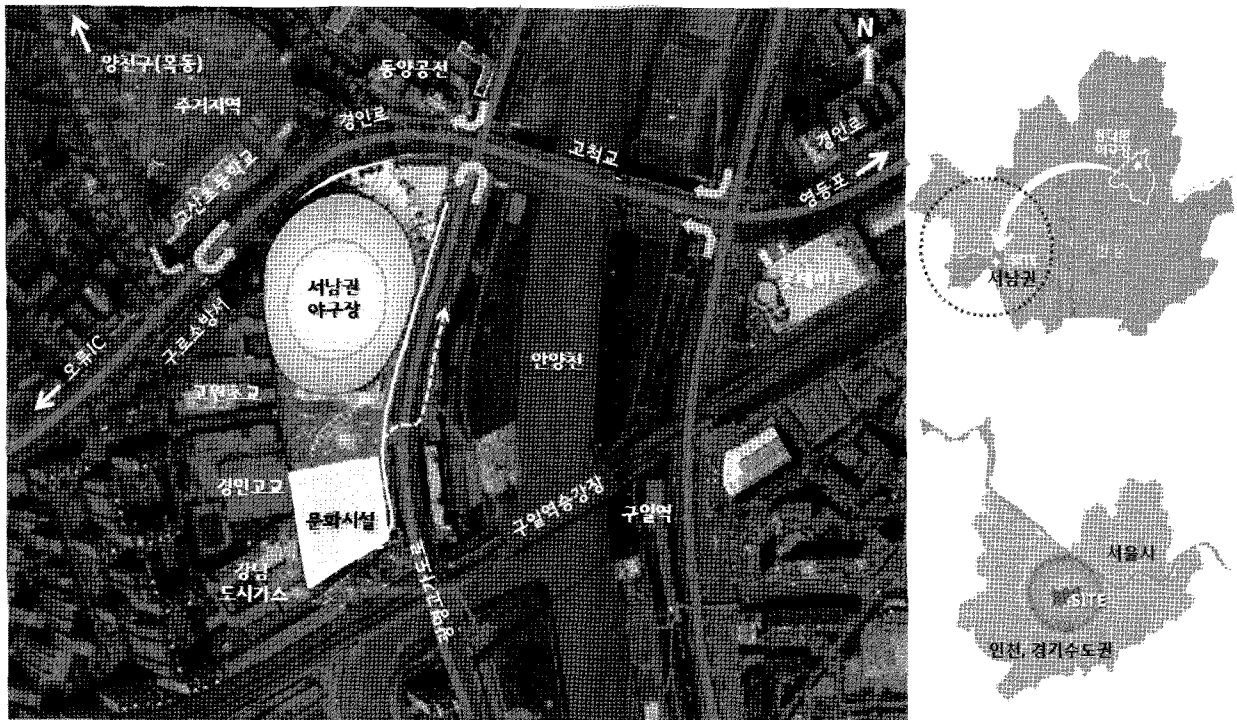 N
양천구(목동)
동양공전
주거지역
경인로
고척교
경인로
영등포
고산초등학교
서남권
야구장
구로소방서
오류IC
안양천
고원초교
경인고교
문화시설
구일역승강장
구일역
강남
도시가스
서남권
서울시
SITE
인천, 경기수도권